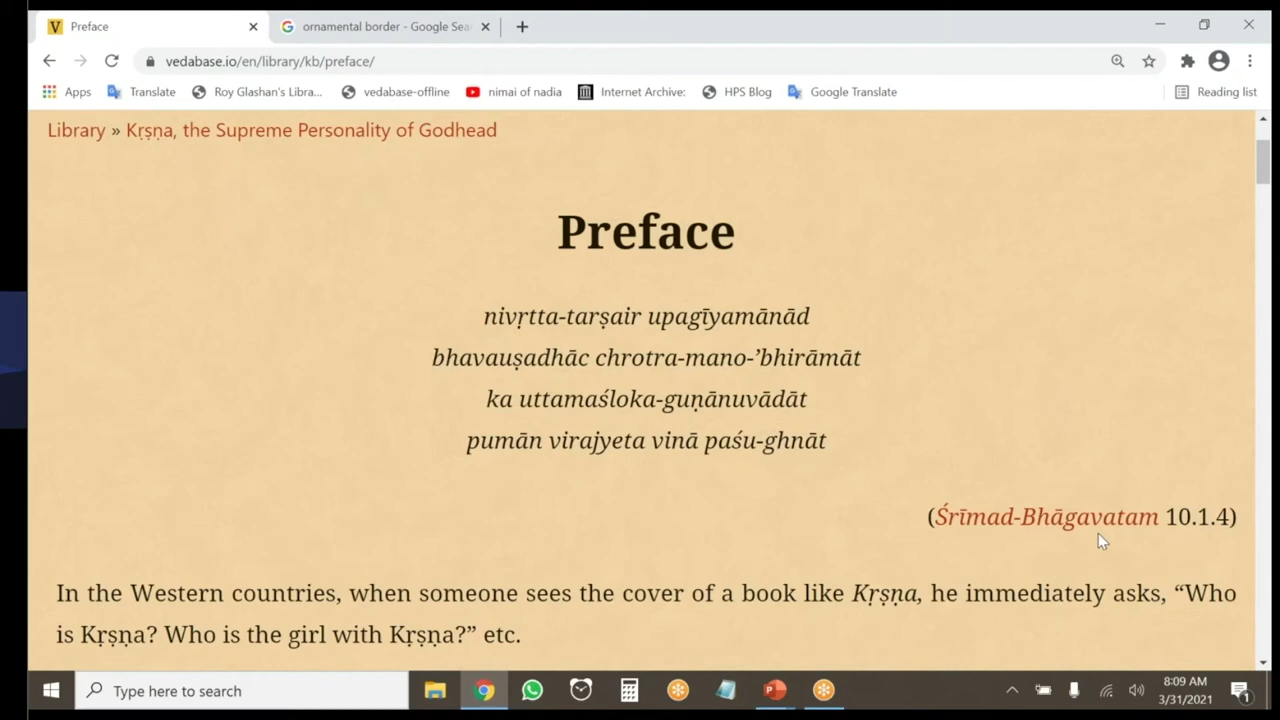 Preface
ornamental border - Google Sea
vedabase.io/en/library/kb/preface/
Apps
Translate
Roy Glashan's Libra...
vedabase-offline
nimai of nadia
Internet Archive:
HPS Blog
Google Translate
Reading list
Library » Kṛṣṇa, the Supreme Personality of Godhead
Preface
nivṛtta-tarṣair upagīyamānād
bhavauṣadhāc chrotra-mano-’bhirāmāt
ka uttamaśloka-guṇānuvādāt
pumān virajyeta vinā paśu-ghnāt
(Śrīmad-Bhāgavatam 10.1.4)
In the Western countries, when someone sees the cover of a book like Kṛṣṇa, he immediately asks, “Who
is Kṛṣṇa? Who is the girl with Kṛṣṇa?” etc.
Type here to search
8:09 AM
3/31/2021
1